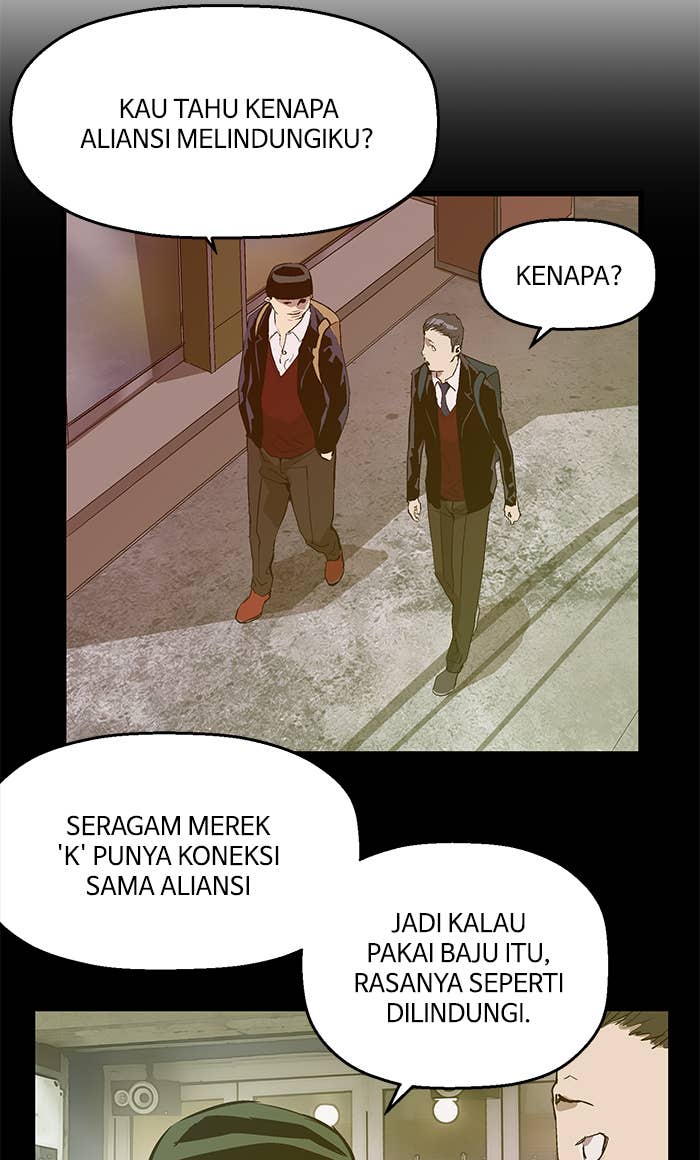 KAU TAHU KENAPA
ALIANSI MELINDUNGIKU?
KENAPA?
SERAGAM MEREK
'K' PUNYA KONEKSI
SAMA ALIANSI
JADI KALAU
PAKAI BAJU ITU,
RASANYA SEPERTI
DILINDUNGI.